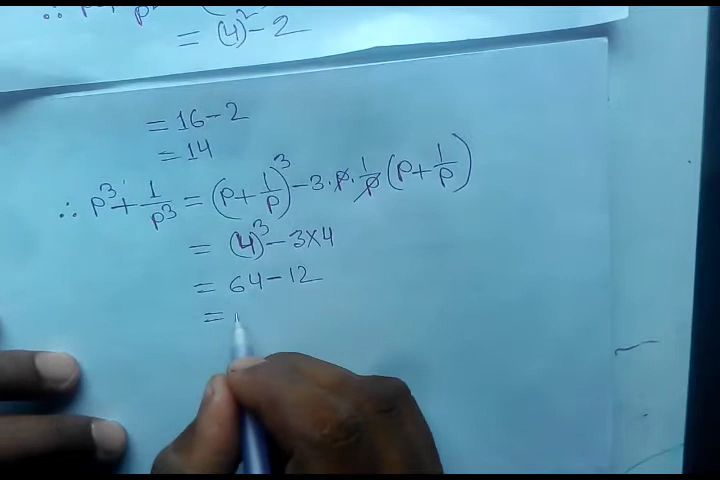 = (4)² - 2
= 16 - 2
= 14
∴ p³ + 1/p³ = (p + 1/p)³ - 3 · p · 1/p (p + 1/p)
= (4)³ - 3 × 4
= 64 - 12
=